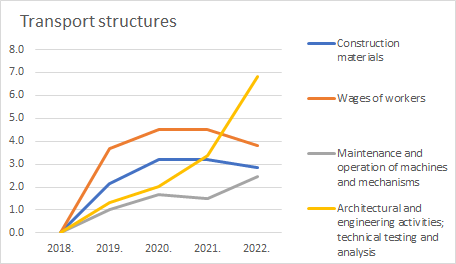 Transport structures
8.0
7.0
6.0
5.0
4.0
3.0
2.0
1.0
0.0
2018.
2019.
2020.
2021.
2022.
Construction
materials
Wages of workers
Maintenance and
operation of machines
and mechanisms
Architectural and
engineering activities;
technical testing and
analysis